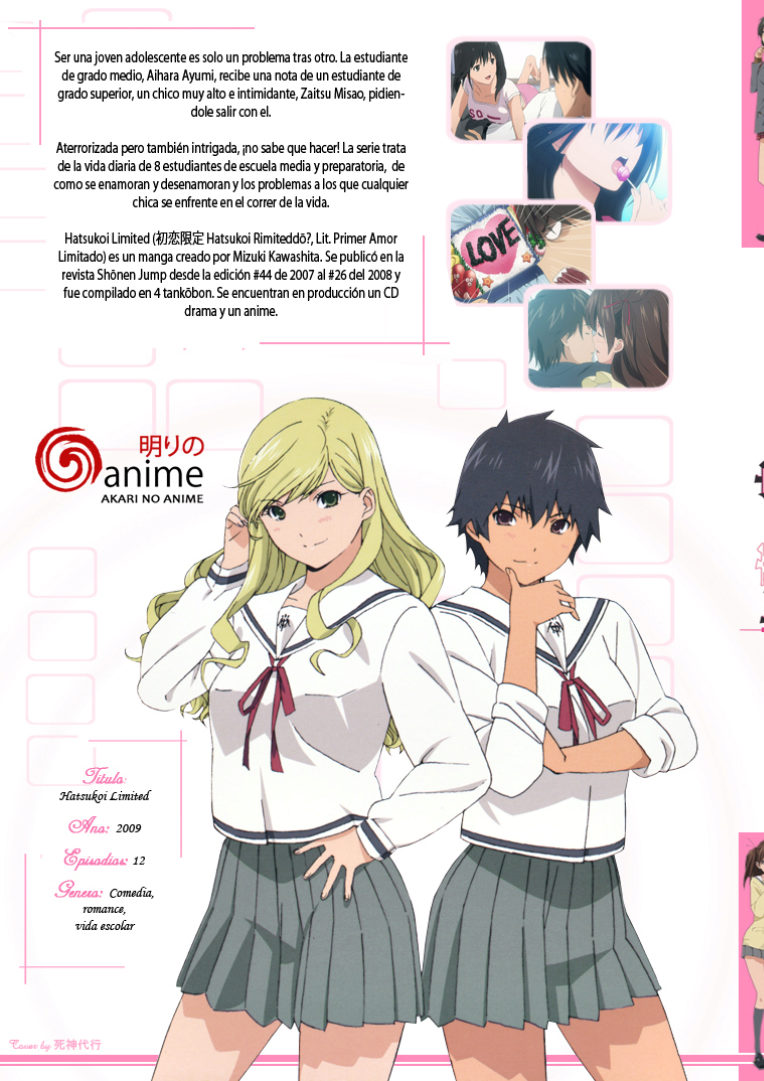 Ser una joven adolescente es solo un problema tras otro. La estudiante
de grado medio, Aihara Ayumi, recibe una nota de un estudiante de
grado superior, un chico muy alto e intimidante, Zaitsu Misao, pidien-
dole salir con el.
Aterrorizada pero también intrigada, ¡no sabe que hacer! La serie trata
de la vida diaria de 8 estudiantes de escuela media y preparatoria, de
como se enamoran y desenamoran y los problemas a los que cualquier
chica se enfrente en el correr de la vida.
Hatsukoi Limited (初恋限定 Hatsukoi Rimiteddō?, Lit. Primer Amor
Limitado) es un manga creado por Mizuki Kawashita. Se publicó en la
revista Shōnen Jump desde la edición #44 de 2007 al #26 del 2008 y
fue compilado en 4 tankōbon. Se encuentran en producción un CD
drama y un anime.
LOVE
明りの
anime
AKARI NO ANIME
Titulo:
Hatsukoi Limited
Ano: 2009
Episodios: 12
Genero: Comedia,
romance,
vida escolar
Cover by 死神代行